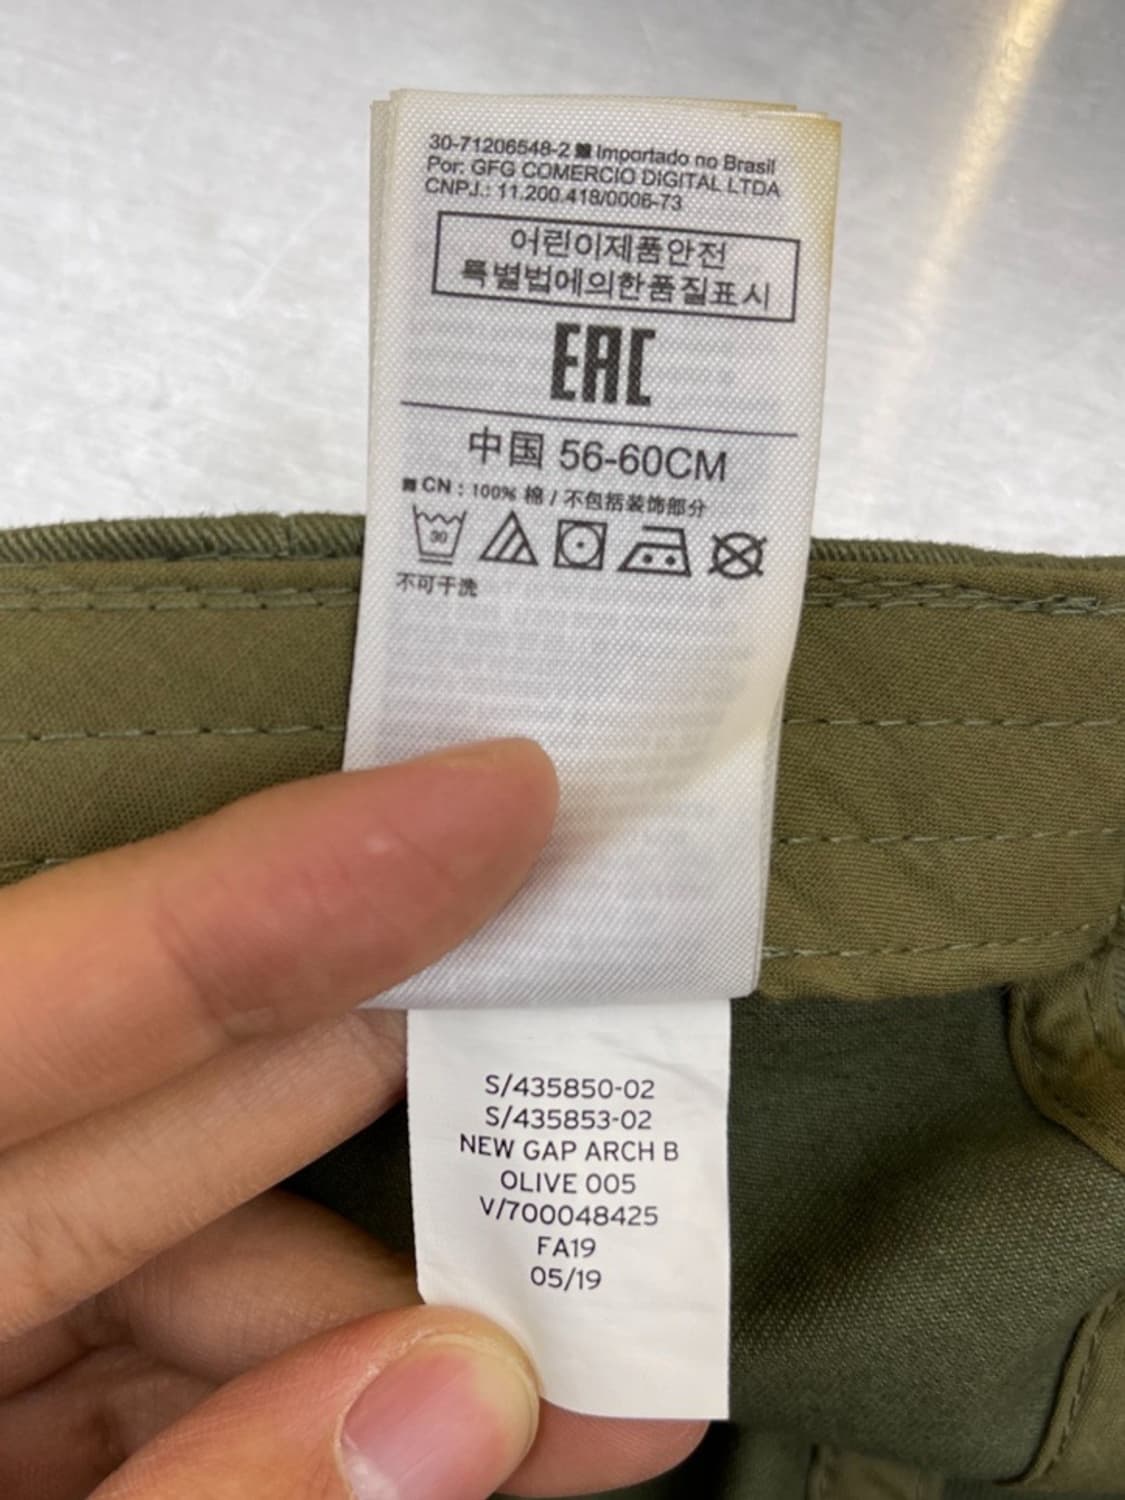 30-71206548-2 ■ Importado no Brasil
Por: GFG COMERCIO DIGITAL LTDA
CNPJ.: 11.200.418/0006-73
어린이제품안전
특별법에의한품질표시
EAC
中国 56-60CM
■ CN : 100% 棉 / 不包括装饰部分
30
不可干洗
S/435850-02
S/435853-02
NEW GAP ARCH B
OLIVE 005
V/700048425
FA19
05/19